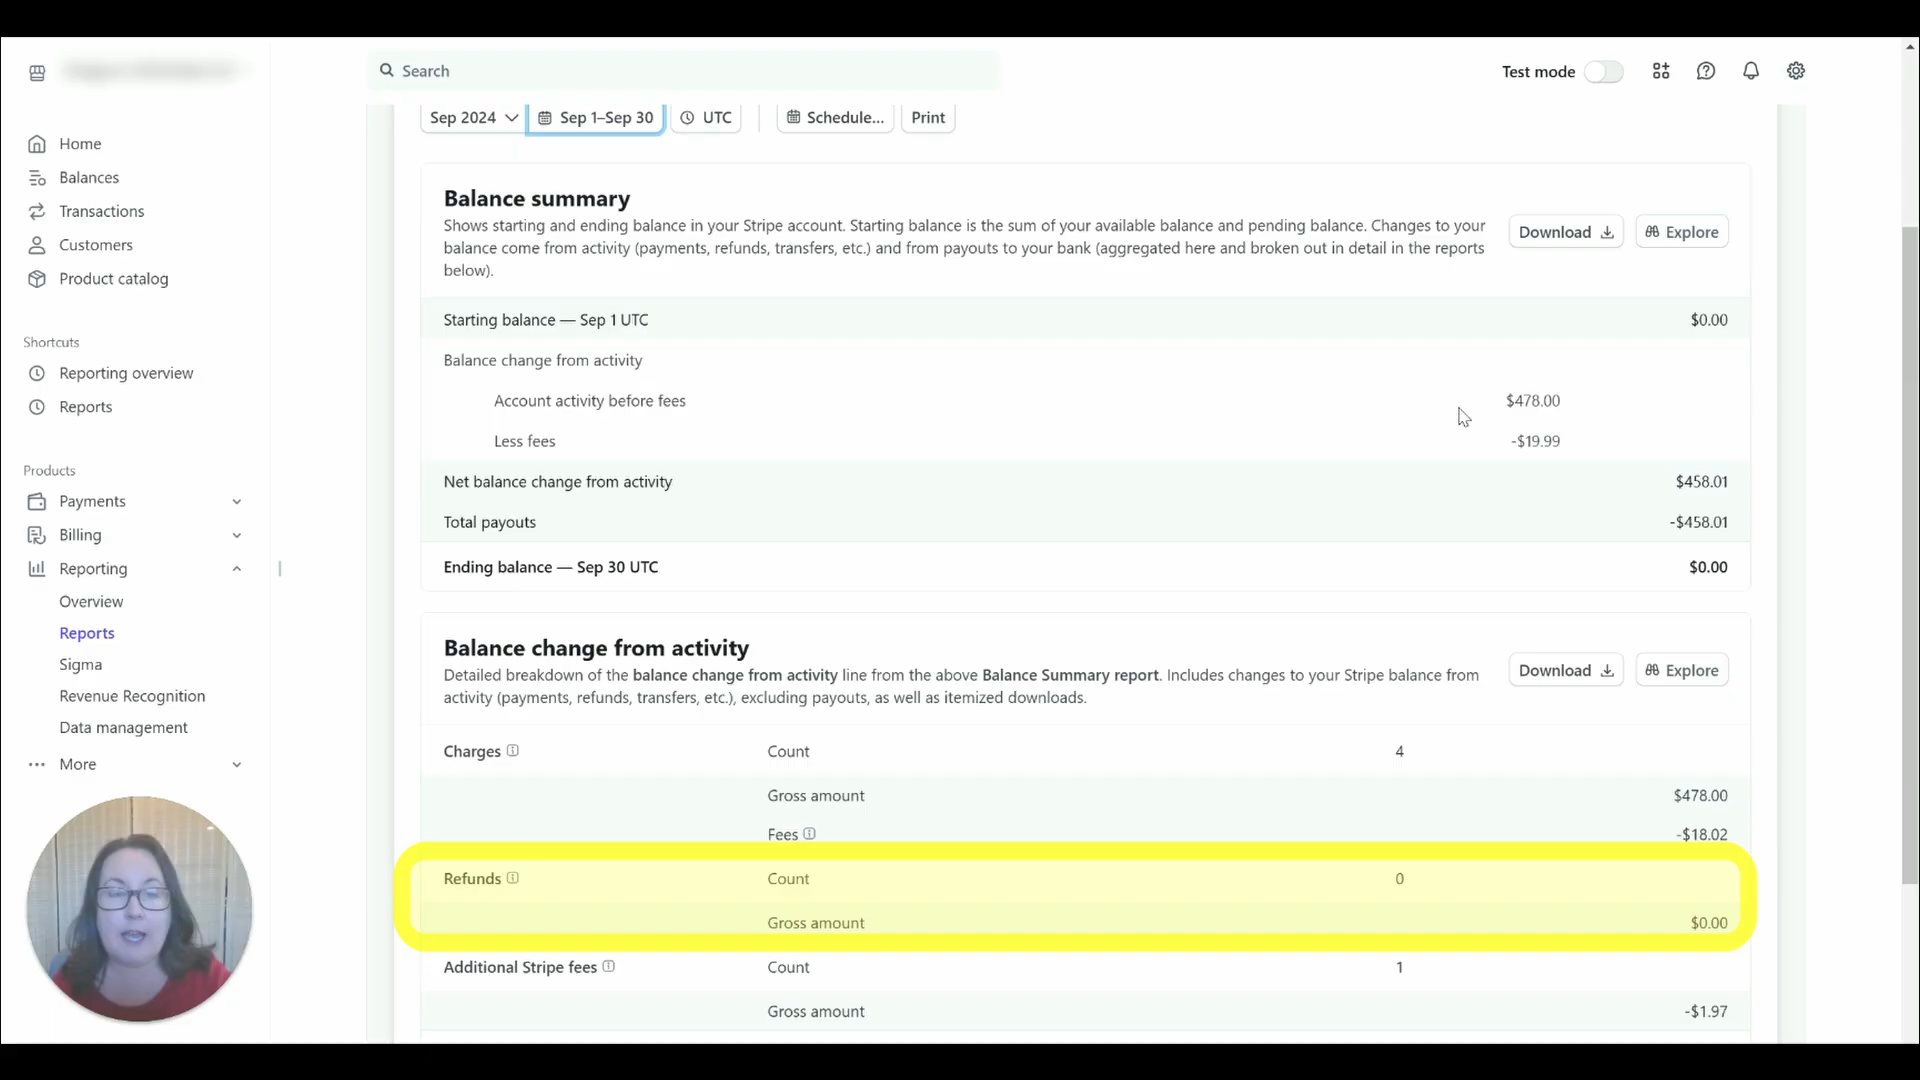 Search
Test mode
Sep 2024
Sep 1–Sep 30
UTC
Schedule...
Print
Home
Balances
Transactions
Customers
Product catalog
Shortcuts
Reporting overview
Reports
Products
Payments
Billing
Reporting
Overview
Reports
Sigma
Revenue Recognition
Data management
More
Balance summary
Shows starting and ending balance in your Stripe account. Starting balance is the sum of your available balance and pending balance. Changes to your
balance come from activity (payments, refunds, transfers, etc.) and from payouts to your bank (aggregated here and broken out in detail in the reports
below).
Download
Explore
Starting balance — Sep 1 UTC $0.00
Balance change from activity
Account activity before fees $478.00
Less fees -$19.99
Net balance change from activity $458.01
Total payouts -$458.01
Ending balance — Sep 30 UTC $0.00
Balance change from activity
Detailed breakdown of the balance change from activity line from the above Balance Summary report. Includes changes to your Stripe balance from
activity (payments, refunds, transfers, etc.), excluding payouts, as well as itemized downloads.
Download
Explore
Charges Count 4
Gross amount $478.00
Fees -$18.02
Refunds Count 0
Gross amount $0.00
Additional Stripe fees Count 1
Gross amount -$1.97